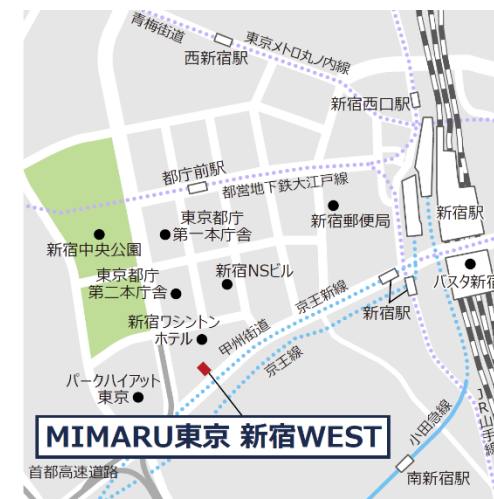 青梅街道
東京メトロ丸ノ内線
西新宿駅
新宿西口駅
都庁前駅
都営地下鉄大江戸線
東京都庁
第一本庁舎
新宿郵便局
新宿駅
新宿中央公園
東京都庁
第二本庁舎
新宿NSビル
京王新線
新宿駅
バスタ新宿
新宿ワシントン
ホテル
甲州街道
京王線
パークハイアット
東京
小田急線
JR山手線
MIMARU東京 新宿WEST
首都高速道路
南新宿駅